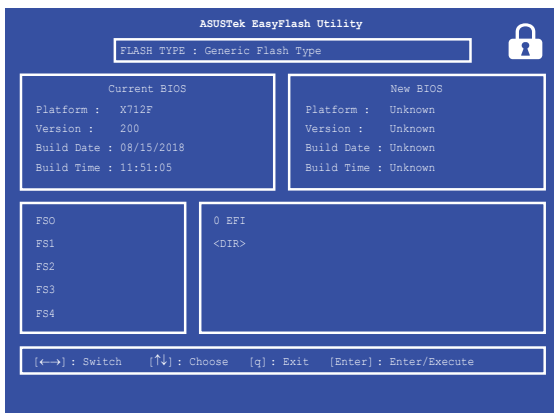 ASUSTek EasyFlash Utility
FLASH TYPE : Generic Flash Type
Current BIOS
Platform : X712F
Version : 200
Build Date : 08/15/2018
Build Time : 11:51:05
New BIOS
Platform : Unknown
Version : Unknown
Build Date : Unknown
Build Time : Unknown
FSO
FS1
FS2
FS3
FS4
0 EFI
<DIR>
[←→] : Switch [↑↓] : Choose [q] : Exit [Enter] : Enter/Execute